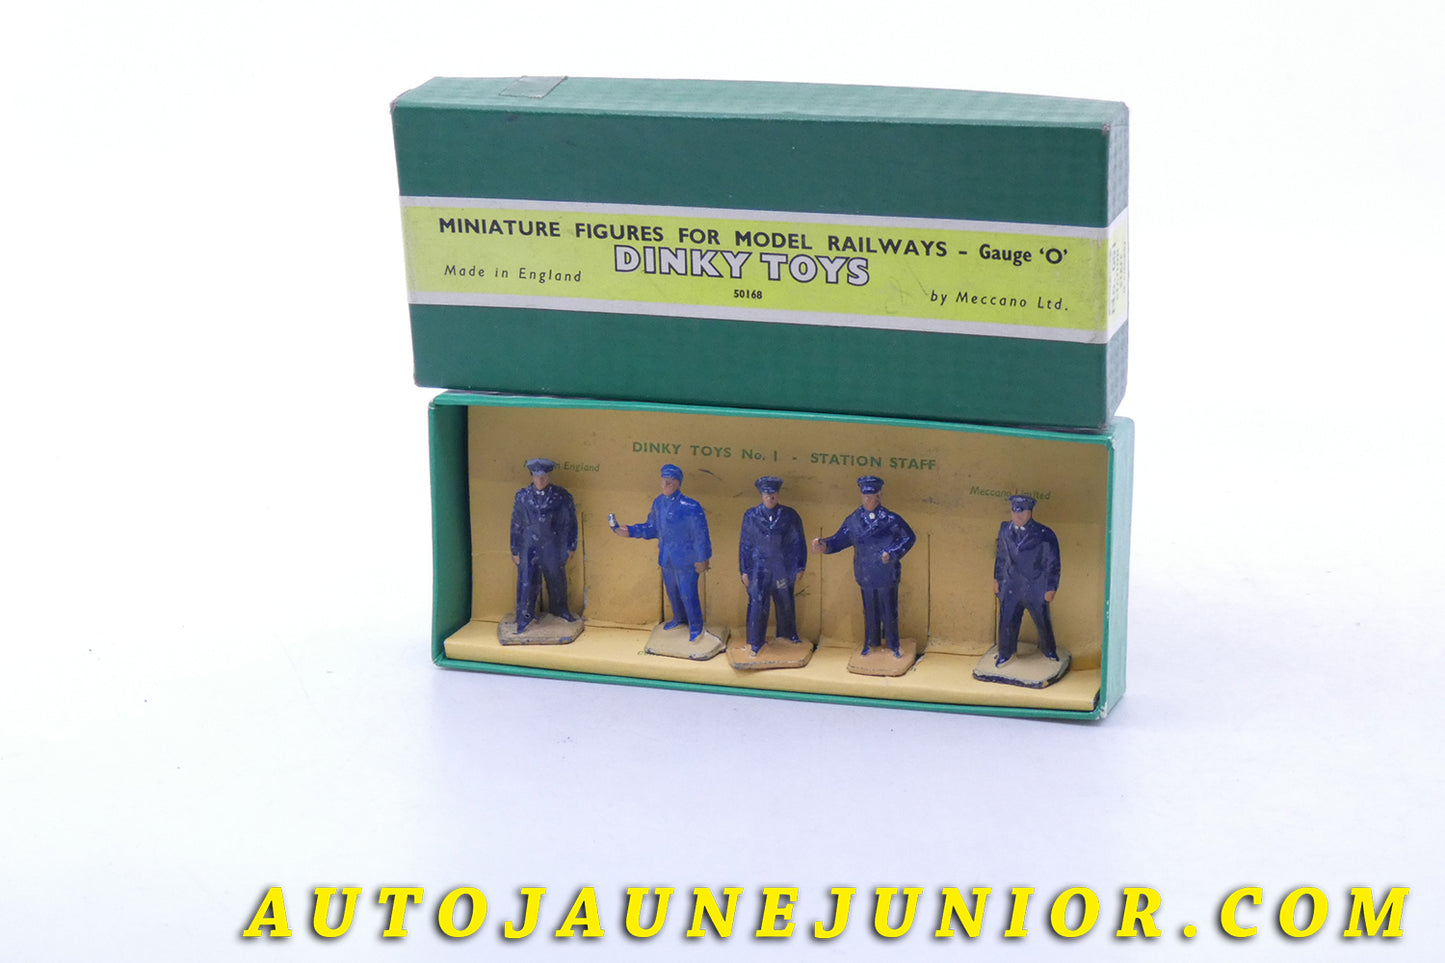 MINIATURE FIGURES FOR MODEL RAILWAYS - Gauge 'O'
DINKY TOYS
Made in England
50168
by Meccano Ltd.
DINKY TOYS No. 1 - STATION STAFF
in England
Meccano Limited
AUTOJAUNEJUNIOR.COM